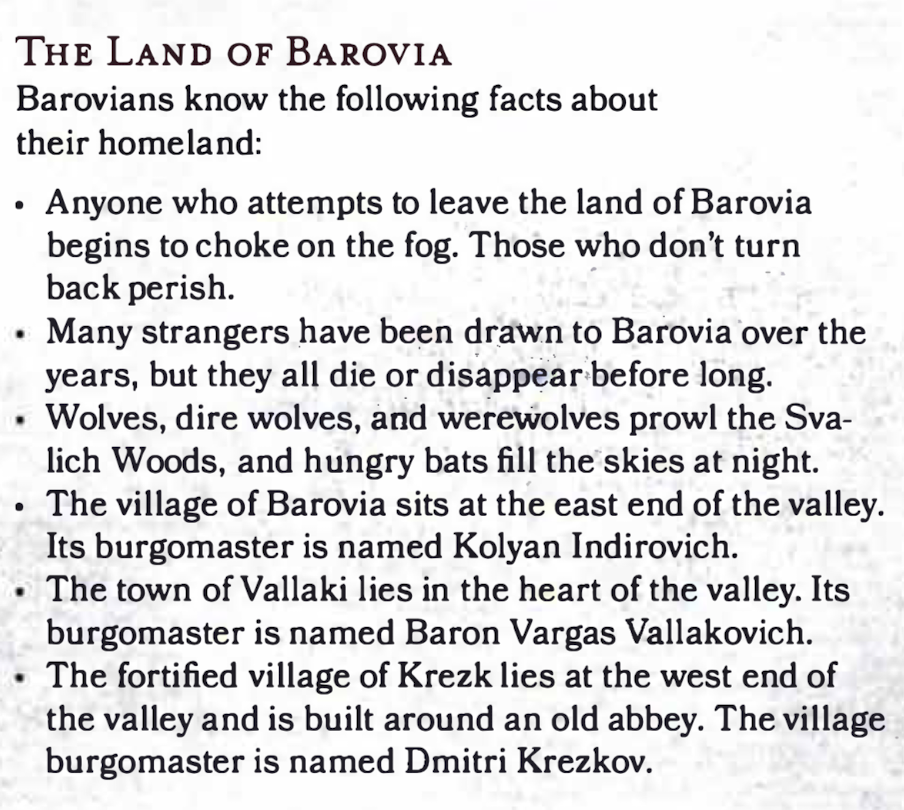 THE LAND OF BAROVIA
Barovians know the following facts about
their homeland:
• Anyone who attempts to leave the land of Barovia
begins to choke on the fog. Those who don't turn
back perish.
• Many strangers have been drawn to Barovia over the
years, but they all die or disappear before long.
• Wolves, dire wolves, and werewolves prowl the Sva-
lich Woods, and hungry bats fill the skies at night.
• The village of Barovia sits at the east end of the valley.
Its burgomaster is named Kolyan Indirovich.
• The town of Vallaki lies in the heart of the valley. Its
burgomaster is named Baron Vargas Vallakovich.
• The fortified village of Krezk lies at the west end of
the valley and is built around an old abbey. The village
burgomaster is named Dmitri Krezkov.